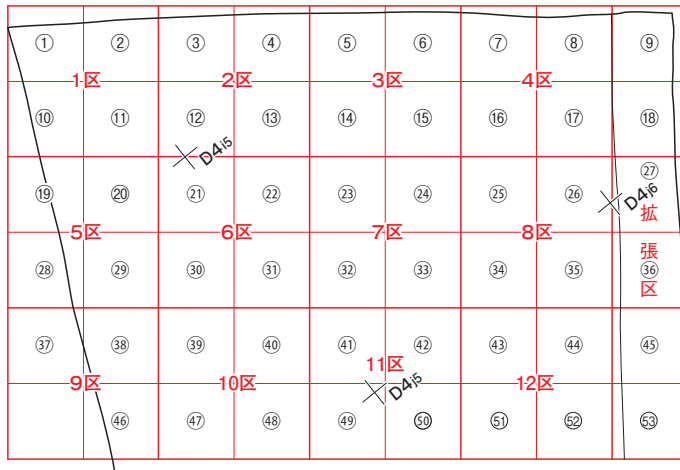 ① ② ③ ④ ⑤ ⑥ ⑦ ⑧ ⑨
1区 2区 3区 4区
⑩ ⑪ ⑫ ⑬ ⑭ ⑮ ⑯ ⑰ ⑱
D4i5
⑲ ⑳ ㉑ ㉒ ㉓ ㉔ ㉕ ㉖ ㉗
D4j6
5区 6区 7区 8区 拡張区
㉘ ㉙ ㉚ ㉛ ㉜ ㉝ ㉞ ㉟ ㊱
㊲ ㊳ ㊴ ㊵ ㊶ ㊷ ㊸ ㊹ ㊺
9区 10区 11区 12区
D4j5
㊻ ㊼ ㊽ ㊾ ㊿ 51 52 53